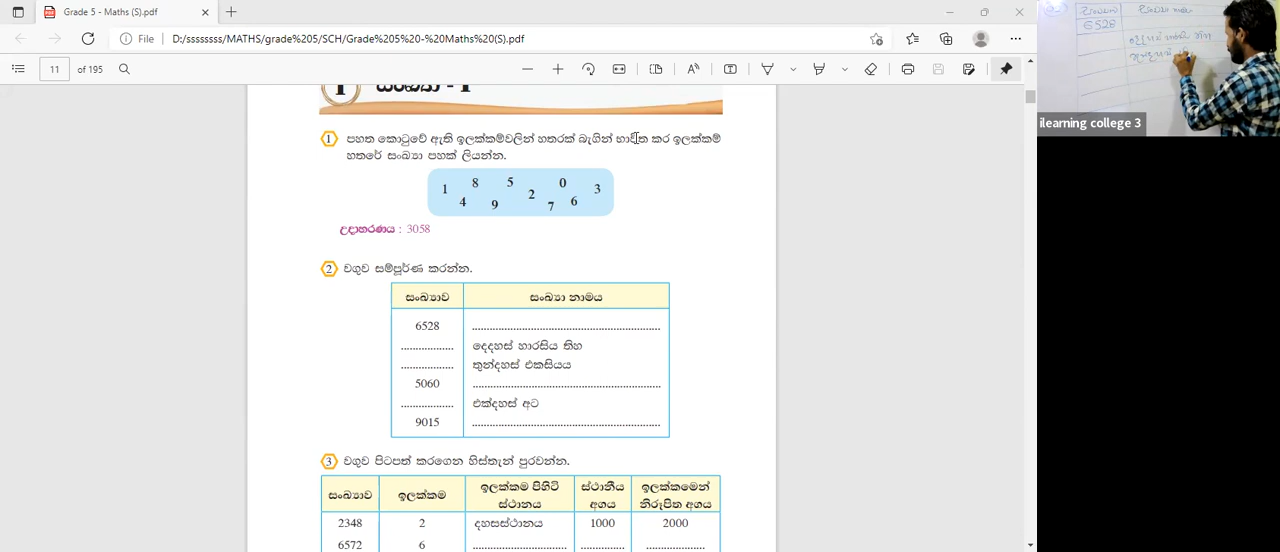 Grade 5 - Maths (S).pdf
File
D:/ssssssss/MATHS/grade%205/SCH/Grade%205%20-%20Maths%20(S).pdf
11 of 195
සංඛ්‍යා - 1
1 පහත කොටුවේ ඇති ඉලක්කම්වලින් හතරක් බැගින් භාවිත කර ඉලක්කම්
හතරේ සංඛ්‍යා පහක් ලියන්න.
1 8 5 2 0 3
4 9 7 6
උදාහරණය : 3058
2 වගුව සම්පූර්ණ කරන්න.
සංඛ්‍යාව සංඛ්‍යා නාමය
6528 ..........................................................
.................. දෙදහස් හාරසිය තිහ
.................. තුන්දහස් එකසියය
5060 ..........................................................
.................. එක්දහස් අට
9015 ..........................................................
3 වගුව පිටපත් කරගෙන හිස්තැන් පුරවන්න.
සංඛ්‍යාව ඉලක්කම ඉලක්කම පිහිටි ස්ථානය ස්ථානීය අගය ඉලක්කමෙන් නිරූපිත අගය
2348 2 දහසස්ථානය 1000 2000
6572 6 ............................. ............. ..................
සංඛ්‍යාව
6528
ilearning college 3